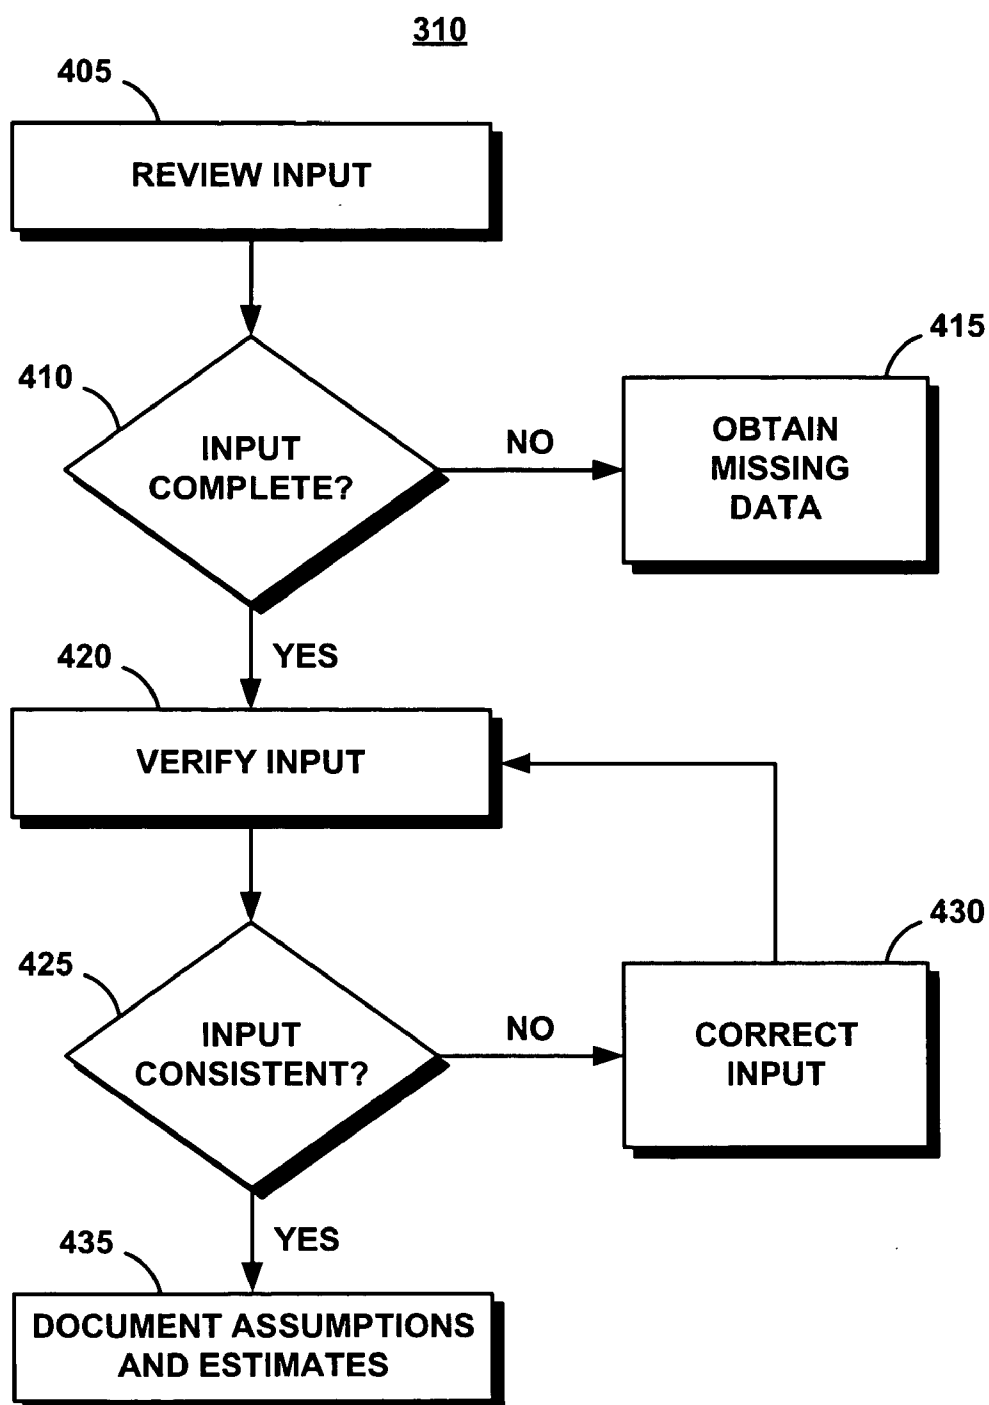 310
405
REVIEW INPUT
410
INPUT
COMPLETE?
NO
415
OBTAIN
MISSING
DATA
YES
420
VERIFY INPUT
425
INPUT
CONSISTENT?
NO
430
CORRECT
INPUT
YES
435
DOCUMENT ASSUMPTIONS
AND ESTIMATES